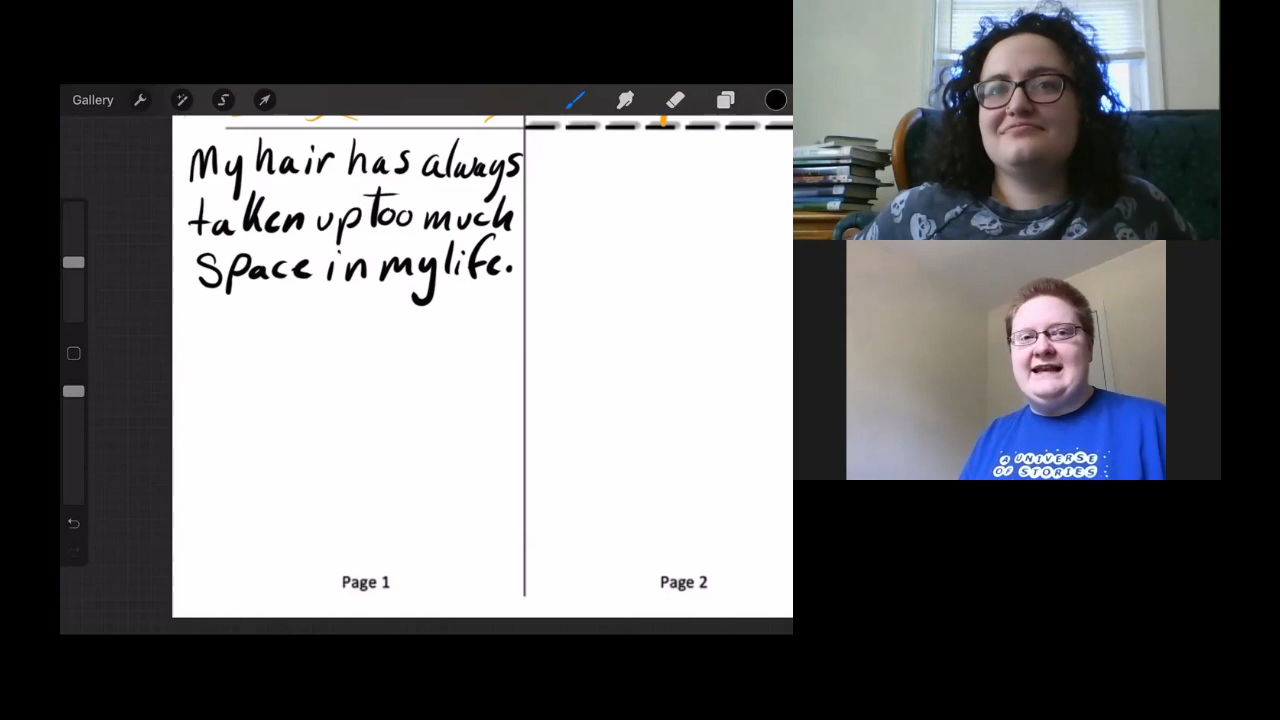 Gallery
My hair has always
taken up too much
space in my life.
Page 1
Page 2
A UNIVERSE
OF STORIES